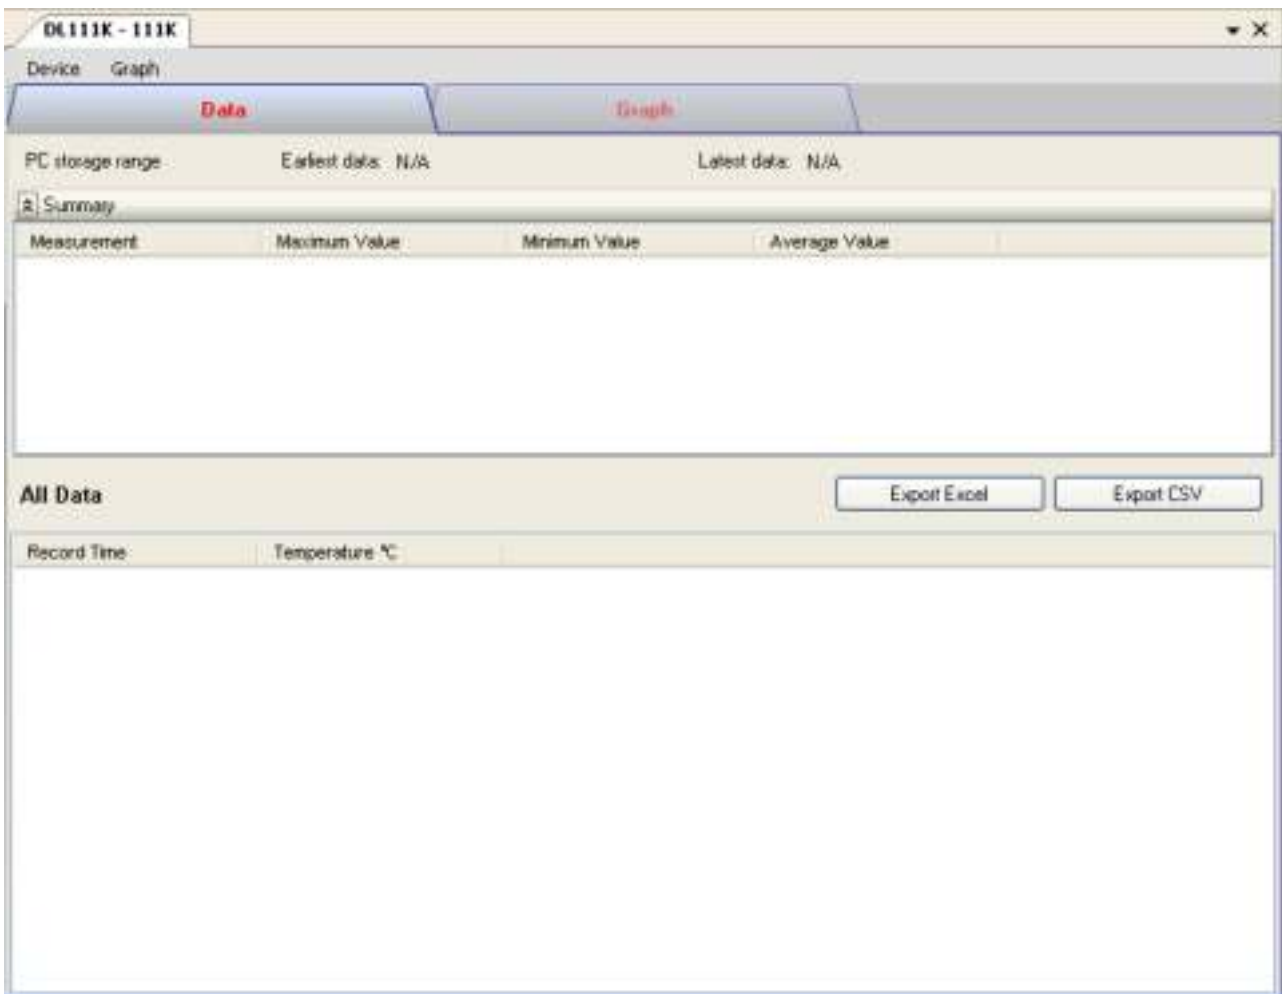 DL111K - 111K
Device Graph
Data Graph
PC storage range Earliest data: N/A Latest data: N/A
Summary
Measurement Maximum Value Minimum Value Average Value
All Data Export Excel Export CSV
Record Time Temperature °C